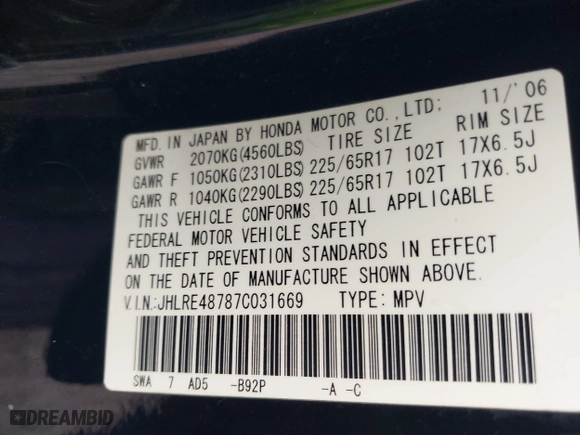 MFD. IN JAPAN BY HONDA MOTOR CO., LTD; 11/'06
GVWR 2070KG(4560LBS) TIRE SIZE RIM SIZE
GAWR F 1050KG(2310LBS) 225/65R17 102T 17X6.5J
GAWR R 1040KG(2290LBS) 225/65R17 102T 17X6.5J
THIS VEHICLE CONFORMS TO ALL APPLICABLE
FEDERAL MOTOR VEHICLE SAFETY
AND THEFT PREVENTION STANDARDS IN EFFECT
ON THE DATE OF MANUFACTURE SHOWN ABOVE.
V.I.N.:JHLRE48787C031669 TYPE: MPV
SWA 7 AD5 -B92P -A -C
DREAMBID